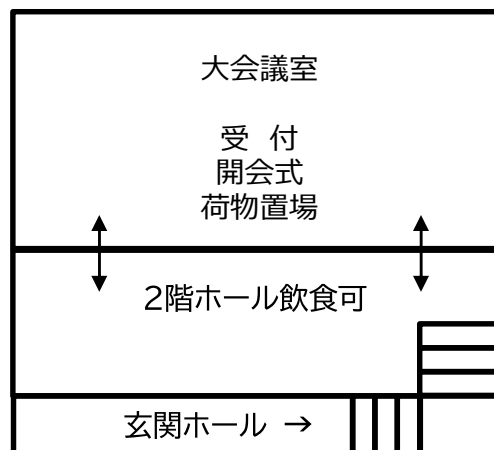 大会議室
受 付
開会式
荷物置場
2階ホール飲食可
玄関ホール →